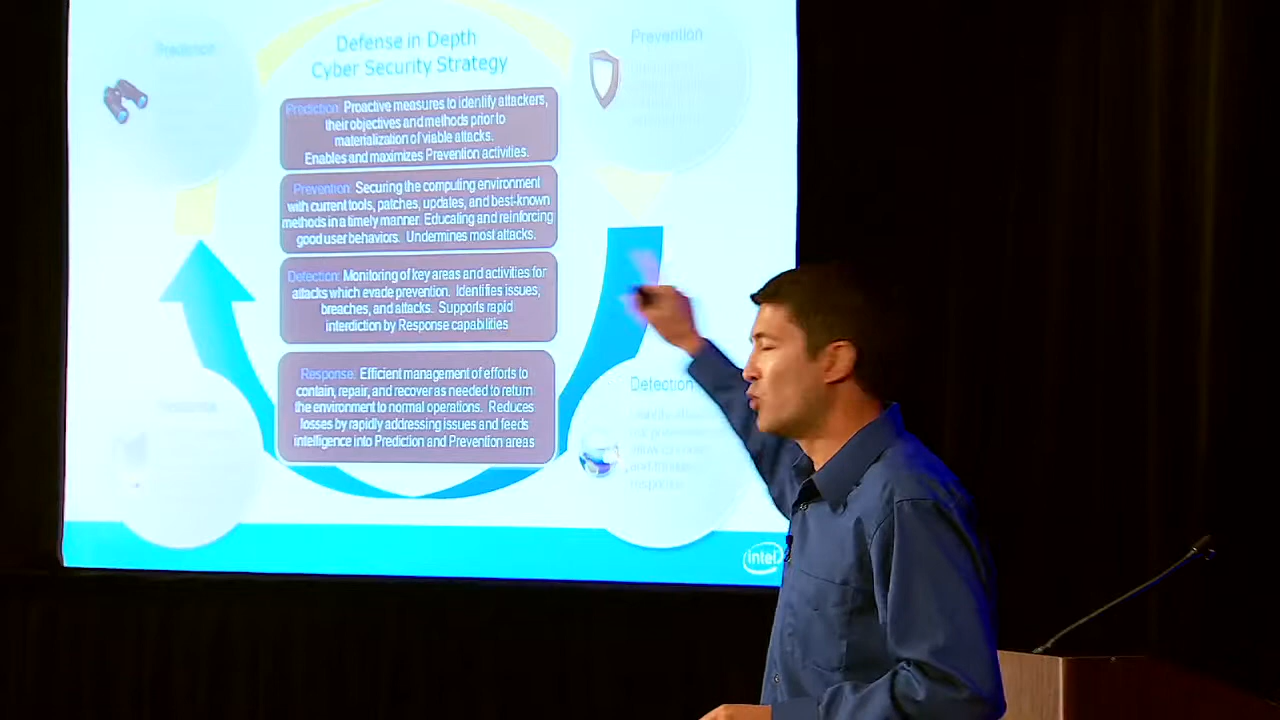 Defense in Depth
Cyber Security Strategy
Prediction
Prevention
Prediction: Proactive measures to identify attackers,
their objectives and methods prior to
materialization of viable attacks.
Enables and maximizes Prevention activities.
Prevention: Securing the computing environment
with current tools, patches, updates, and best-known
methods in a timely manner. Educating and reinforcing
good user behaviors. Undermines most attacks.
Detection: Monitoring of key areas and activities for
attacks which evade prevention. Identifies issues,
breaches, and attacks. Supports rapid
interdiction by Response capabilities
Response: Efficient management of efforts to
contain, repair, and recover as needed to return
the environment to normal operations. Reduces
losses by rapidly addressing issues and feeds
intelligence into Prediction and Prevention areas
Detection
response
intel